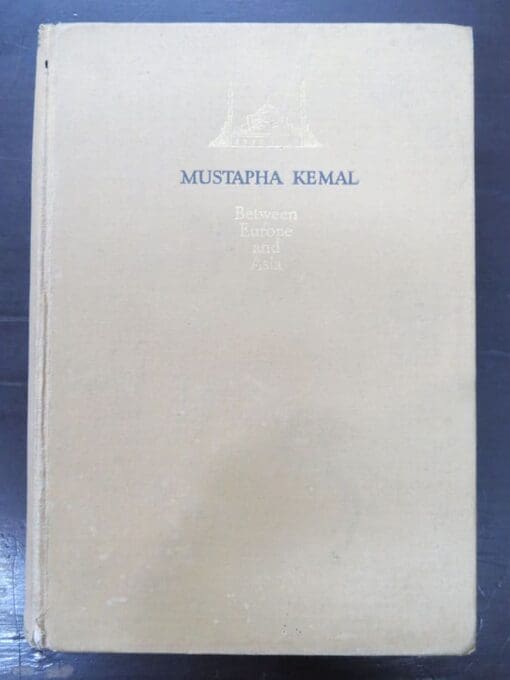 MUSTAPHA KEMAL
Between
Europe
and
Asia